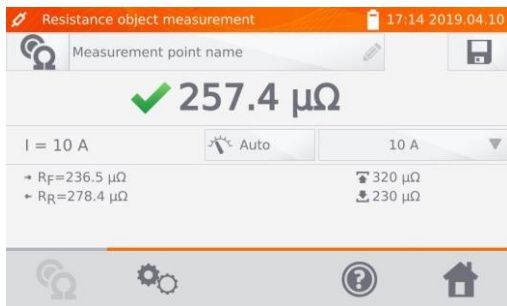 Resistance object measurement 17:14 2019.04.10
Measurement point name
257.4 μΩ
I = 10 A Auto 10 A
RF=236.5 μΩ 320 μΩ
RR=278.4 μΩ 230 μΩ
?